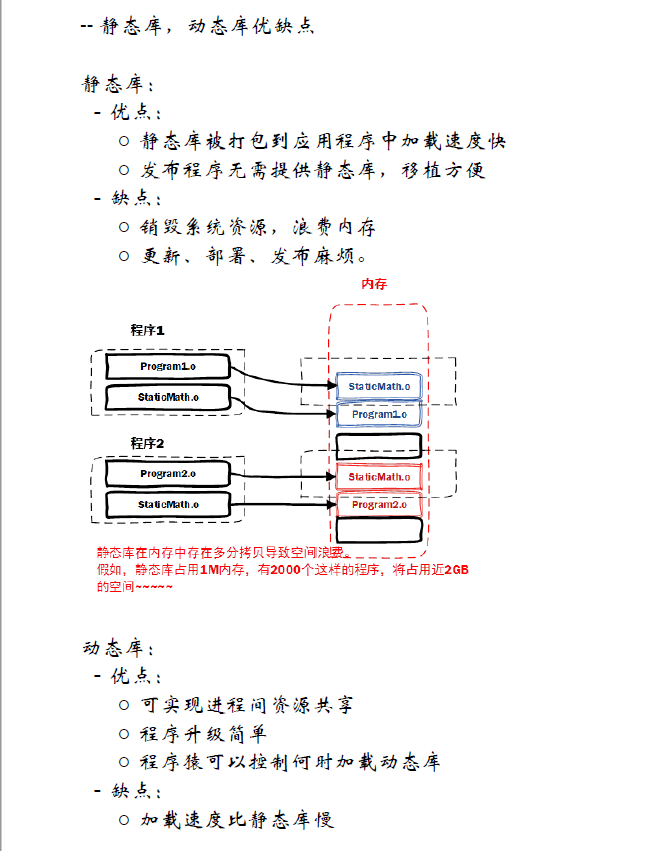 -- 静态库，动态库优缺点
静态库：
- 优点：
○ 静态库被打包到应用程序中加载速度快
○ 发布程序无需提供静态库，移植方便
- 缺点：
○ 销毁系统资源，浪费内存
○ 更新、部署、发布麻烦。
内存
程序1
Program1.o
StaticMath.o
StaticMath.o
Program1.o
程序2
Program2.o
StaticMath.o
StaticMath.o
Program2.o
静态库在内存中存在多分拷贝导致空间浪费。
假如，静态库占用1M内存，有2000个这样的程序，将占用近2GB
的空间~~~~~
动态库：
- 优点：
○ 可实现进程间资源共享
○ 程序升级简单
○ 程序猿可以控制何时加载动态库
- 缺点：
○ 加载速度比静态库慢